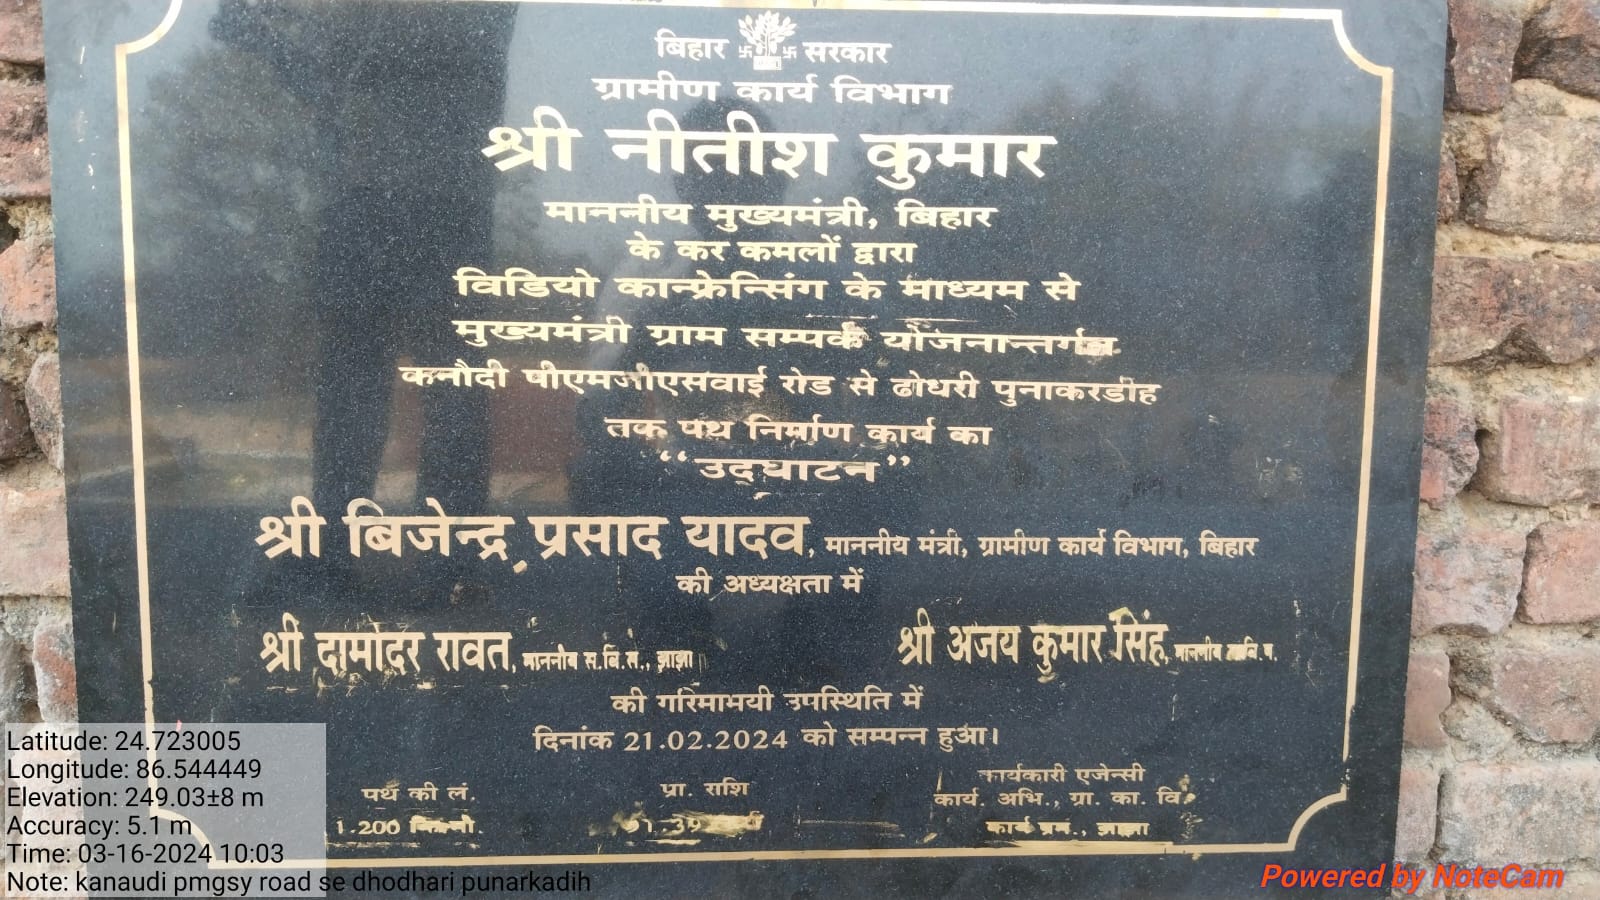 बिहार सरकार
ग्रामीण कार्य विभाग
श्री नीतीश कुमार
माननीय मुख्यमंत्री, बिहार
के कर कमलों द्वारा
विडियो कान्फ्रेन्सिंग के माध्यम से
मुख्यमंत्री ग्राम सम्पर्क योजनान्तर्गत
कनौदी पीएमजीएसवाई रोड से ढोधरी पुनाकरडीह
तक पथ निर्माण कार्य का
“उद्घाटन”
श्री बिजेन्द्र प्रसाद यादव, माननीय मंत्री, ग्रामीण कार्य विभाग, बिहार
की अध्यक्षता में
श्री दामोदर रावत, माननीय स.वि.स., झाझा
श्री अजय कुमार सिंह, माननीय
की गरिमामयी उपस्थिति में
दिनांक 21.02.2024 को सम्पन्न हुआ।
पथ की लं.
1.200
प्रा. राशि
कार्यकारी एजेन्सी
कार्य. अभि., ग्रा. का. वि.
कार्य प्रम., झाझा
Latitude: 24.723005
Longitude: 86.544449
Elevation: 249.03±8 m
Accuracy: 5.1 m
Time: 03-16-2024 10:03
Note: kanaudi pmgsy road se dhodhari punarkadih
Powered by NoteCam